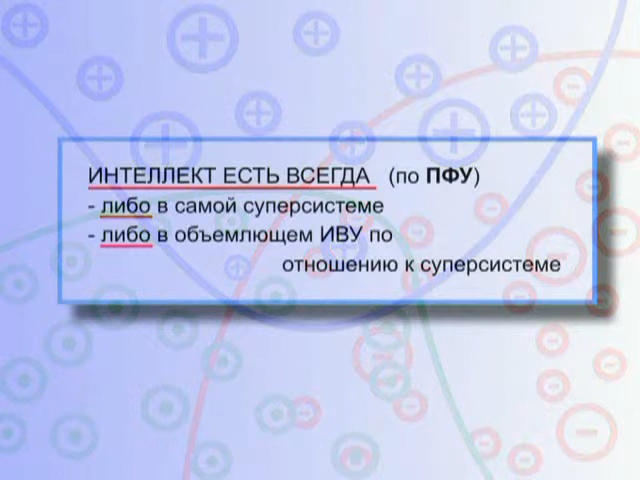 ИНТЕЛЛЕКТ ЕСТЬ ВСЕГДА (по ПФУ)
- либо в самой суперсистеме
- либо в объемлющем ИВУ по
отношению к суперсистеме